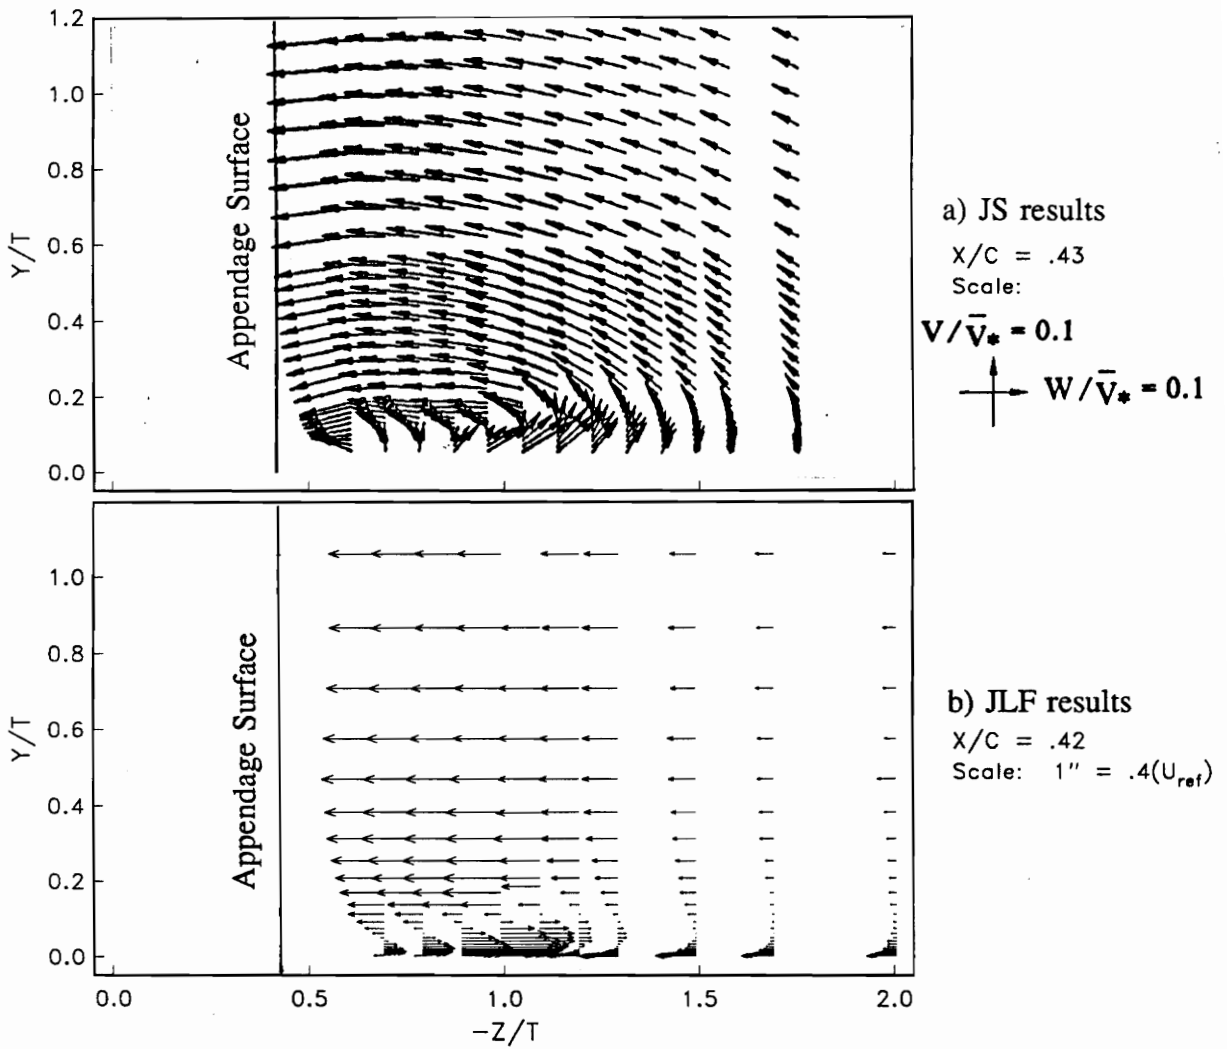 1.2
1.0
0.8
0.6
0.4
0.2
0.0
Y/T
Appendage Surface
a) JS results
X/C = .43
Scale:
V/V̅* = 0.1
W/V̅* = 0.1
1.0
0.8
0.6
0.4
0.2
0.0
Y/T
Appendage Surface
b) JLF results
X/C = .42
Scale: 1" = .4(Uref)
0.0 0.5 1.0 1.5 2.0
-Z/T